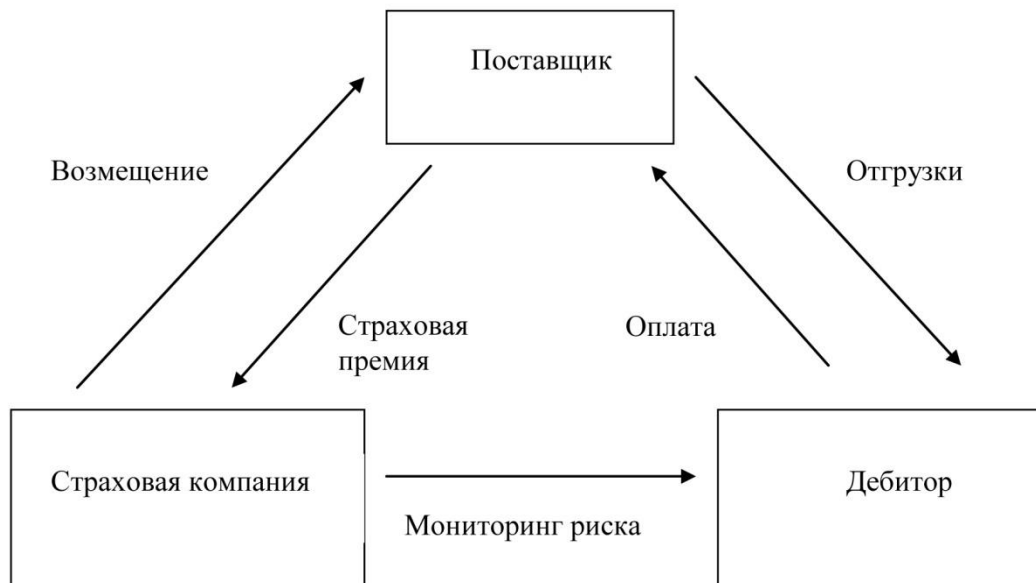 Поставщик
Возмещение
Отгрузки
Страховая
премия
Оплата
Страховая компания
Дебитор
Мониторинг риска